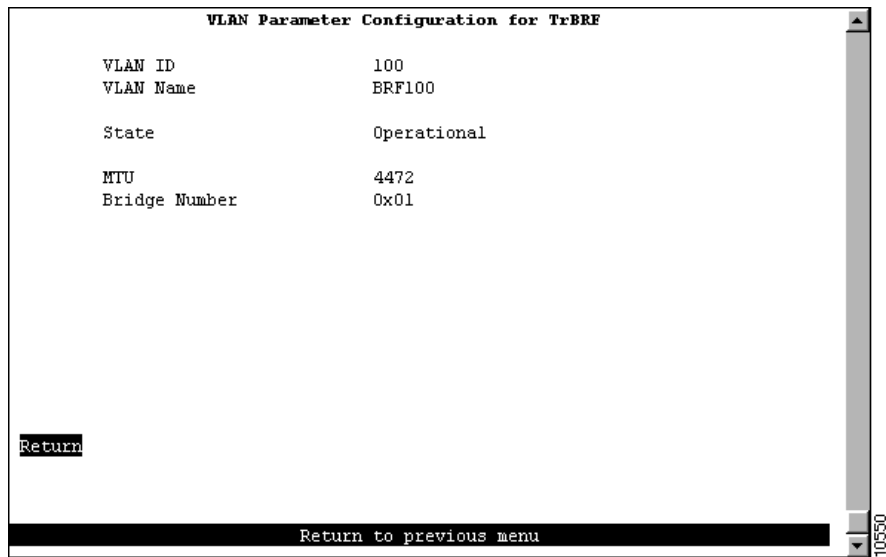 VLAN Parameter Configuration for TrBRF
VLAN ID 100
VLAN Name BRF100
State Operational
MTU 4472
Bridge Number 0x01
Return
Return to previous menu
10550